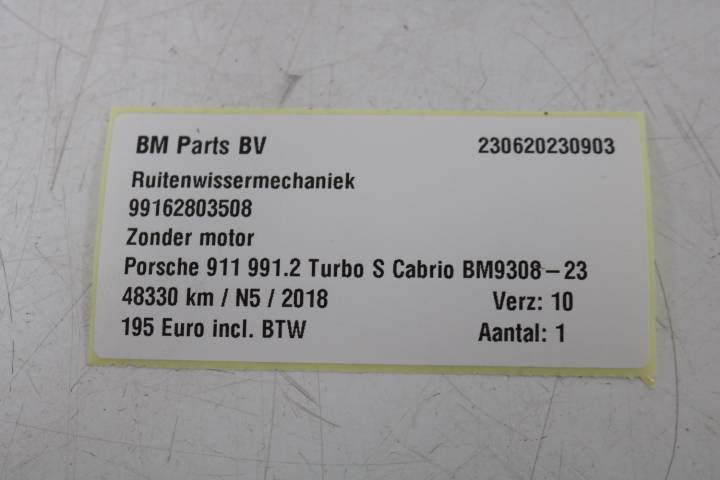 BM Parts BV 230620230903
Ruitenwissermechaniek
99162803508
Zonder motor
Porsche 911 991.2 Turbo S Cabrio BM9308-23
48330 km / N5 / 2018 Verz: 10
195 Euro incl. BTW Aantal: 1